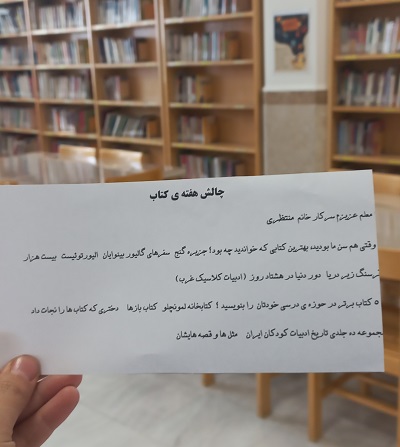 چالش هفته ی کتاب
معلم عزیزم سرکار خانم منتظری
وقتی هم سن ما بودیده بهترین کتابی که خواندید چه بود؟ جزیره گنج سفرهای گالیور بینوایان الیورتوئیست بیست هزار
فرسنگ زیر دریا دور دنیا در هشتاد روز (ادبیات کلاسیک غرب)
۵ کتاب برتر در حوزه ی درسی خودتان را بنویسید ؟ کتابخانه لمونچلو کتاب بازها دختری که کتاب ها را نجات داد
مجموعه ده جلدی تاریخ ادبیات کودکان ایران مثل ها و قصه هایشان